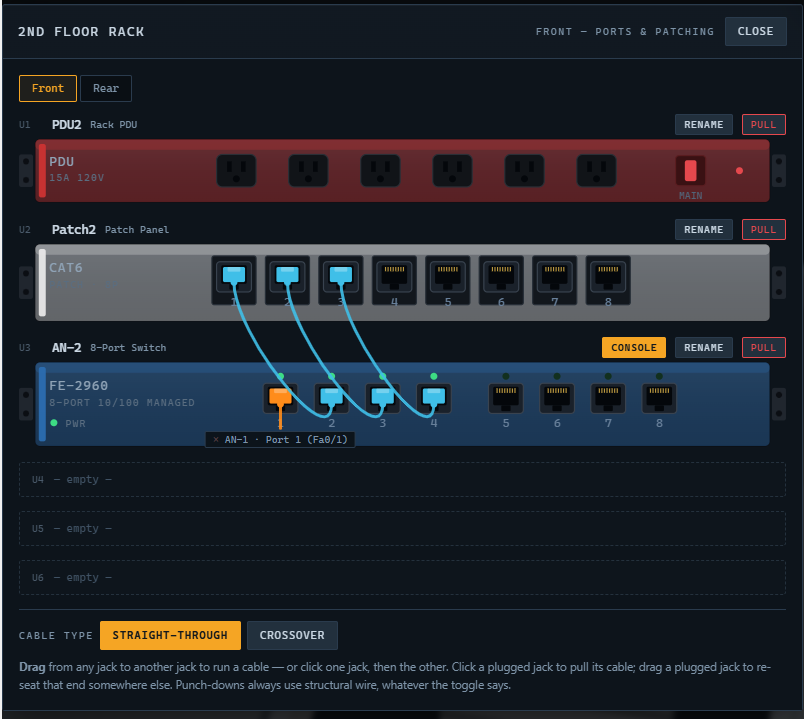 2ND FLOOR RACK
FRONT — PORTS & PATCHING
CLOSE
Front
Rear
U1 PDU2 Rack PDU
RENAME
PULL
PDU
15A 120V
MAIN
U2 Patch2 Patch Panel
RENAME
PULL
CAT6
1 2 3 4 5 6 7 8
U3 AN-2 8-Port Switch
CONSOLE
RENAME
PULL
FE-2960
8-PORT 10/100 MANAGED
PWR
1 2 3 4 5 6 7 8
× AN-1 · Port 1 (Fa0/1)
U4 — empty —
U5 — empty —
U6 — empty —
CABLE TYPE
STRAIGHT-THROUGH
CROSSOVER
Drag from any jack to another jack to run a cable — or click one jack, then the other. Click a plugged jack to pull its cable; drag a plugged jack to re-
seat that end somewhere else. Punch-downs always use structural wire, whatever the toggle says.